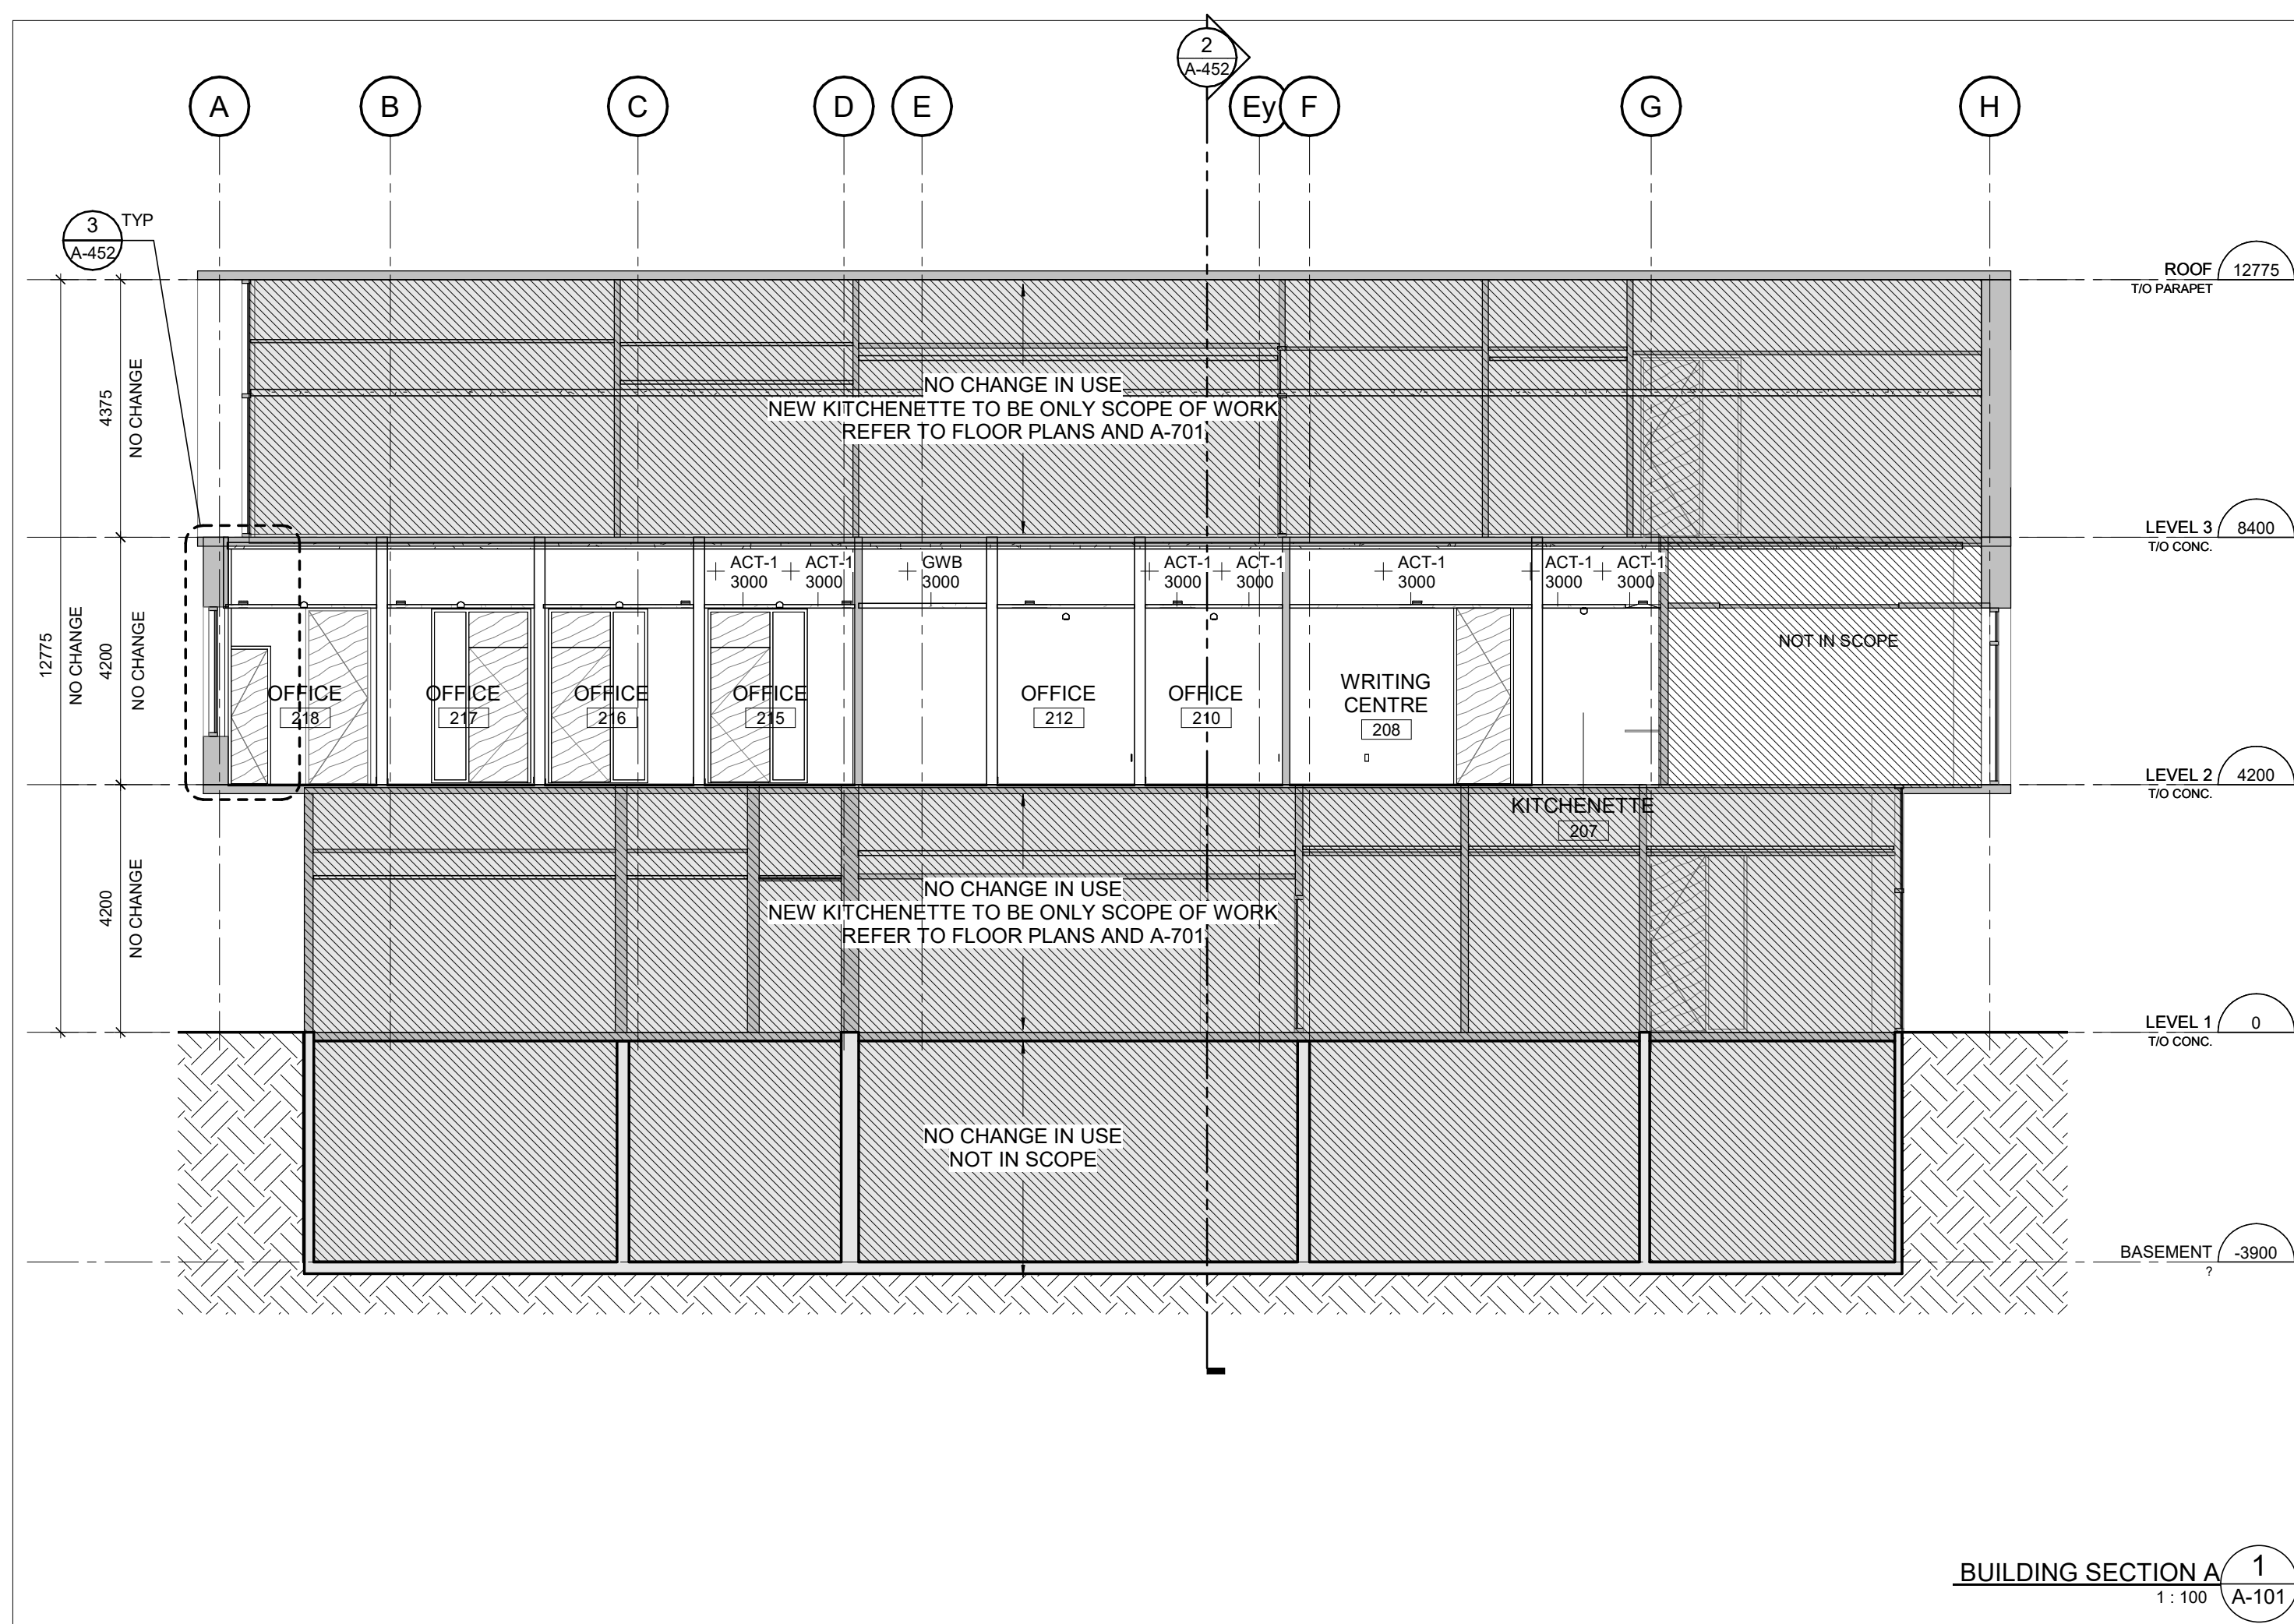 2
A-452
A
B
C
D
E
Ey
F
G
H
3
A-452
TYP
ROOF
12775
T/O PARAPET
4375
NO CHANGE
NO CHANGE IN USE
NEW KITCHENETTE TO BE ONLY SCOPE OF WORK
REFER TO FLOOR PLANS AND A-701
LEVEL 3
8400
T/O CONC.
12775
NO CHANGE
4200
NO CHANGE
ACT-1
3000
ACT-1
3000
GWB
3000
ACT-1
3000
ACT-1
3000
ACT-1
3000
ACT-1
3000
ACT-1
3000
NOT IN SCOPE
OFFICE
218
OFFICE
217
OFFICE
216
OFFICE
215
OFFICE
212
OFFICE
210
WRITING
CENTRE
208
LEVEL 2
4200
T/O CONC.
KITCHENETTE
207
4200
NO CHANGE
NO CHANGE IN USE
NEW KITCHENETTE TO BE ONLY SCOPE OF WORK
REFER TO FLOOR PLANS AND A-701
LEVEL 1
0
T/O CONC.
NO CHANGE IN USE
NOT IN SCOPE
BASEMENT
-3900
?
BUILDING SECTION A
1 : 100
1
A-101